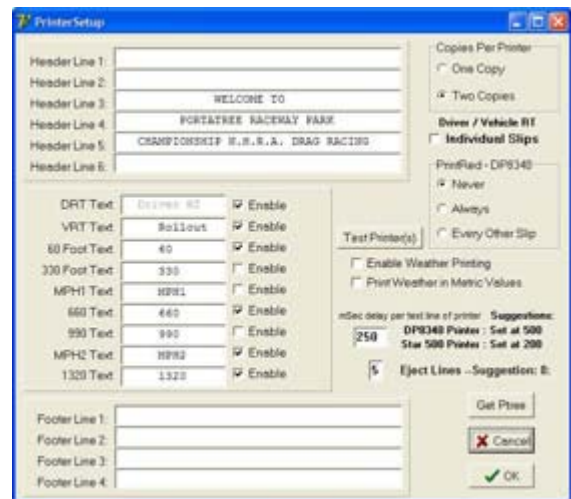 PrinterSetup
Header Line 1:
Header Line 2:
Header Line 3: WELCOME TO
Header Line 4: PORTATREE RACEWAY PARK
Header Line 5: CHAMPIONSHIP N.H.R.A. DRAG RACING
Header Line 6:
Copies Per Printer
One Copy
Two Copies
Driver / Vehicle RT
Individual Slips
PrintRed - DP8340
Never
Always
Every Other Slip
DRT Text Driver RT Enable
VRT Text Rollout Enable
60 Foot Text 60 Enable
330 Foot Text 330 Enable
MPH1 Text MPH1 Enable
660 Text 660 Enable
990 Text 990 Enable
MPH2 Text MPH2 Enable
1320 Text 1320 Enable
Test Printer(s)
Enable Weather Printing
Print Weather in Metric Values
mSec delay per text line of printer Suggestions:
250 DP8340 Printer : Set at 500
Star 500 Printer : Set at 200
5 Eject Lines --Suggestion: 8:
Footer Line 1:
Footer Line 2:
Footer Line 3:
Footer Line 4:
Get Ptree
Cancel
OK